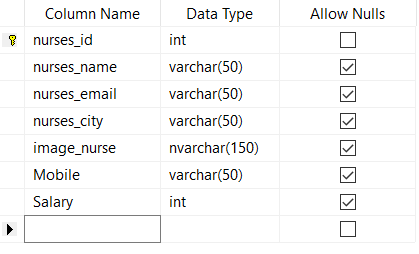 Column Name Data Type Allow Nulls
nurses_id int
nurses_name varchar(50)
nurses_email varchar(50)
nurses_city varchar(50)
image_nurse nvarchar(150)
Mobile varchar(50)
Salary int